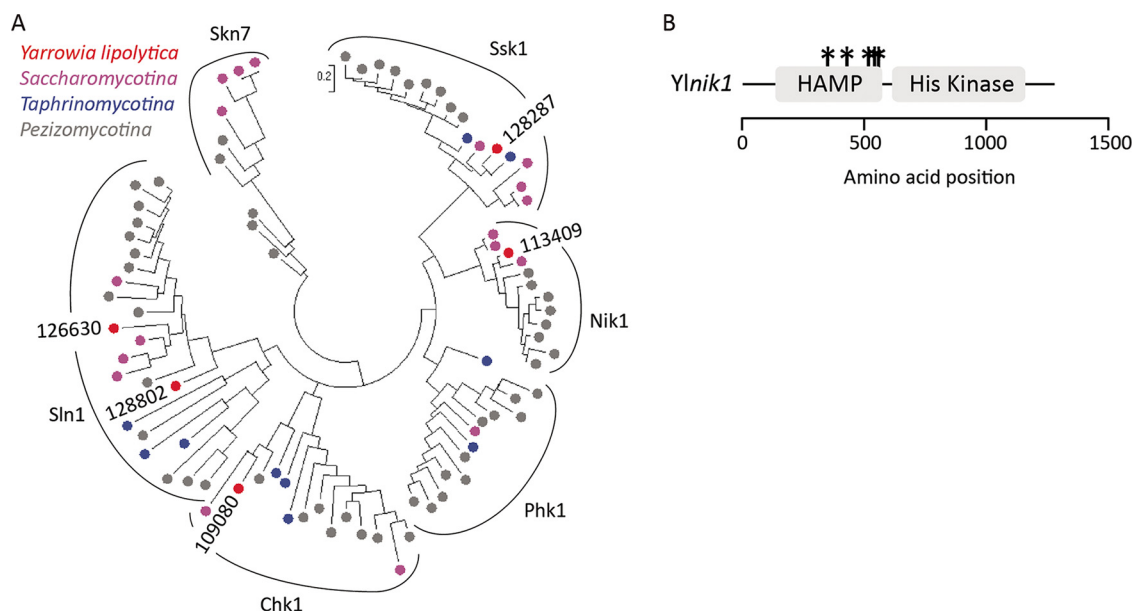 A
Yarrowia lipolytica
Saccharomycotina
Taphrinomycotina
Pezizomycotina
Skn7
Ssk1
0.2
128287
113409
Nik1
126630
128802
Sln1
109080
Phk1
Chk1
B
Ylnik1
HAMP
His Kinase
0
500
1000
1500
Amino acid position